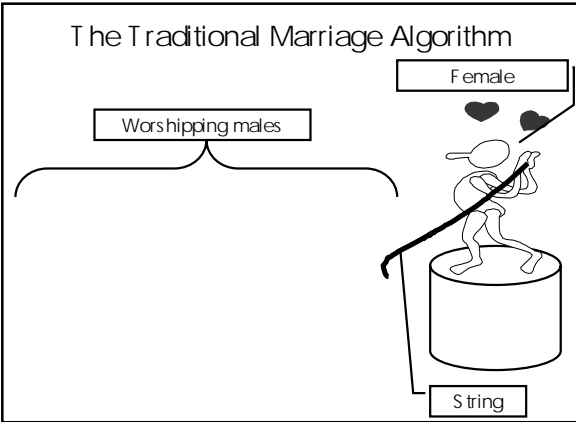 The Traditional Marriage Algorithm
Female
Worshipping males
String